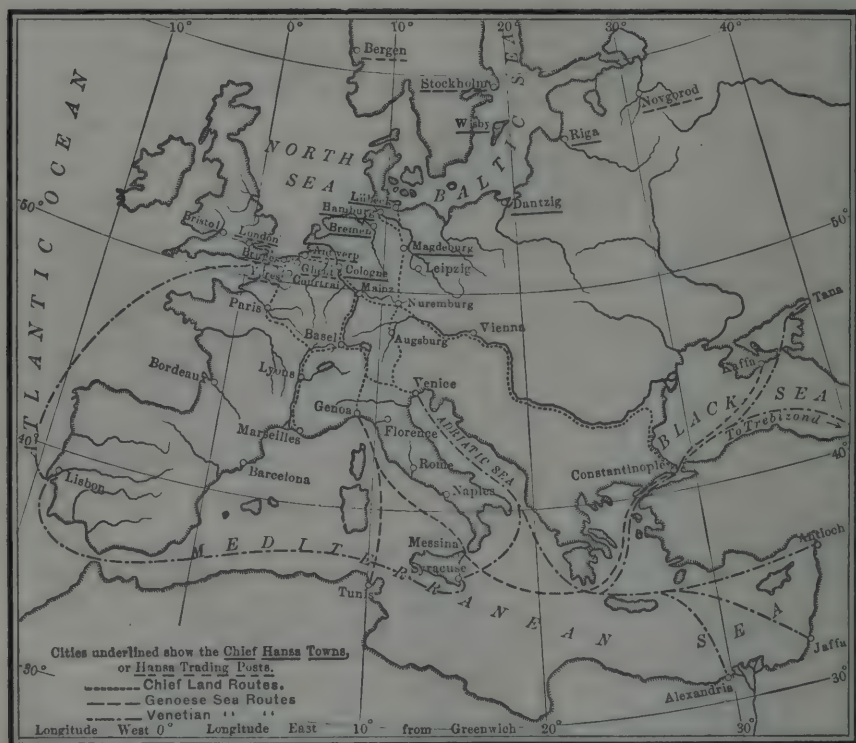 10°
0°
10°
20°
30°
40°
Bergen
Stockholm
Novgorod
Wisby
Riga
ATLANTIC OCEAN
NORTH
SEA
BALTIC SEA
Lübeck
Hamburg
Dantzig
Bremen
50°
50°
Bristol
London
Magdeburg
Antwerp
Bruges
Leipzig
Ghent
Cologne
Ypres
Courtrai
Mainz
Paris
Nuremburg
Tana
Basel
Augsburg
Vienna
Kaffa
Bordeaux
Lyons
Venice
BLACK SEA
Genoa
To Trebizond
40°
Marseilles
Florence
ADRIATIC SEA
40°
Rome
Constantinople
Lisbon
Barcelona
Naples
Messina
Antioch
MEDITERRANEAN SEA
Syracuse
Tunis
Jaffa
30°
30°
Alexandria
Cities underlined show the Chief Hansa Towns,
or Hansa Trading Posts.
Chief Land Routes.
Genoese Sea Routes
Venetian " "
Longitude West 0° Longitude East 10° from Greenwich 20° 30°